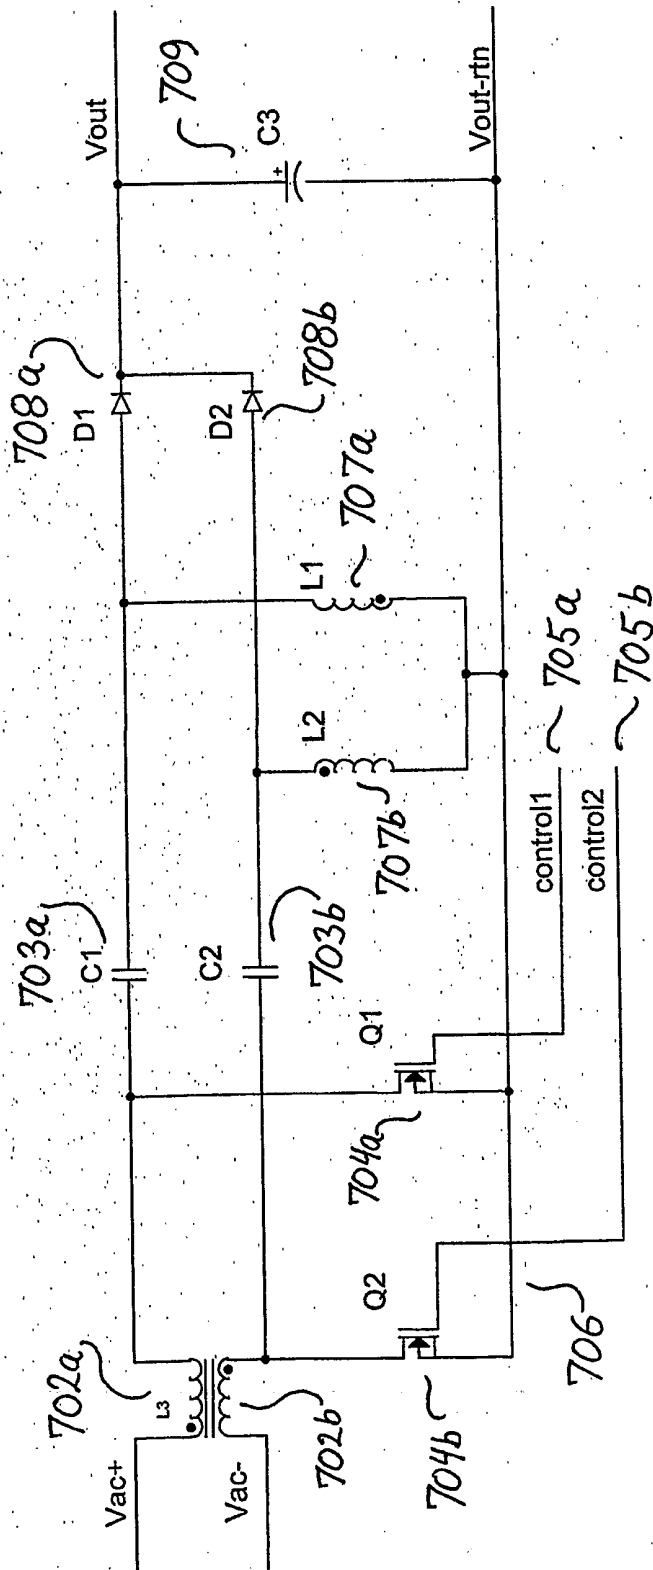 Vac+
Vac-
702a
L3
702b
Q2
704b
706
Q1
704a
703a
C1
C2
703b
control1
control2
705a
705b
L2
707b
L1
707a
708a
D1
D2
708b
709
C3
+
Vout
Vout-rtn